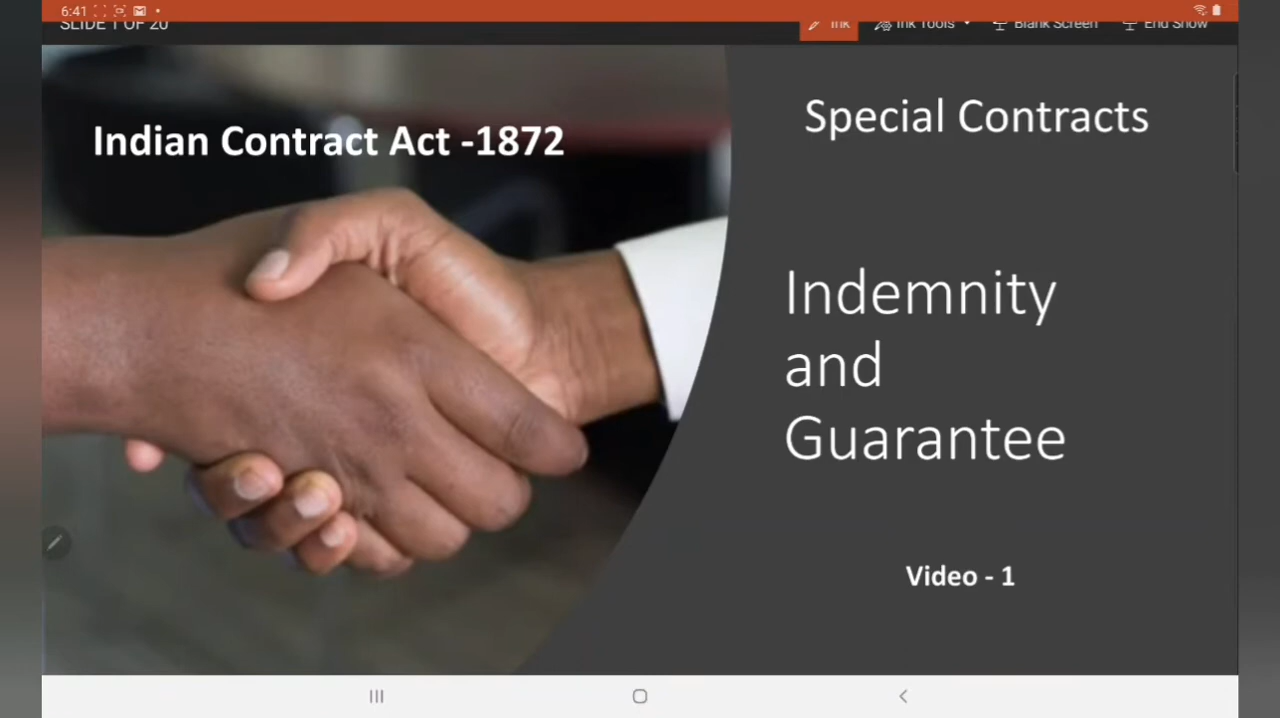 6:41
SLIDE 1 OF 20
Ink
Ink Tools
Blank Screen
End Show
Indian Contract Act -1872
Special Contracts
Indemnity
and
Guarantee
Video - 1